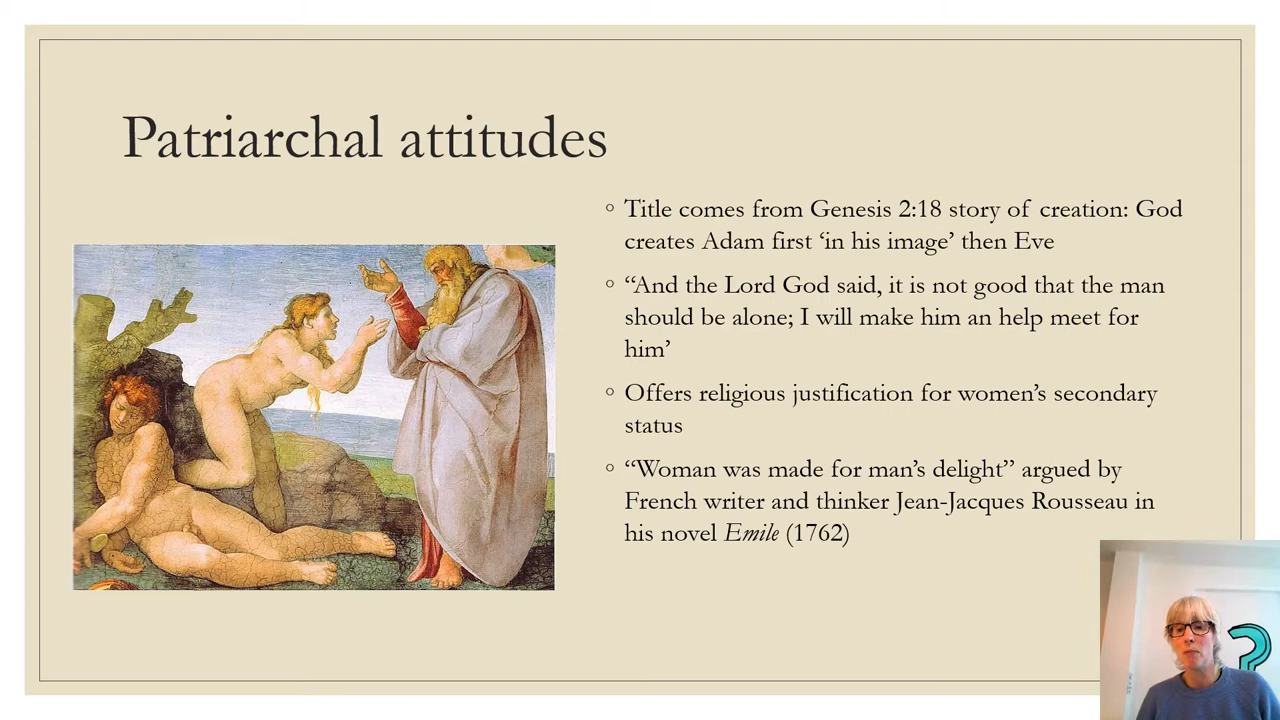 Patriarchal attitudes
◦ Title comes from Genesis 2:18 story of creation: God
creates Adam first ‘in his image’ then Eve
◦ “And the Lord God said, it is not good that the man
should be alone; I will make him an help meet for
him’
◦ Offers religious justification for women’s secondary
status
◦ “Woman was made for man’s delight” argued by
French writer and thinker Jean-Jacques Rousseau in
his novel Emile (1762)
?